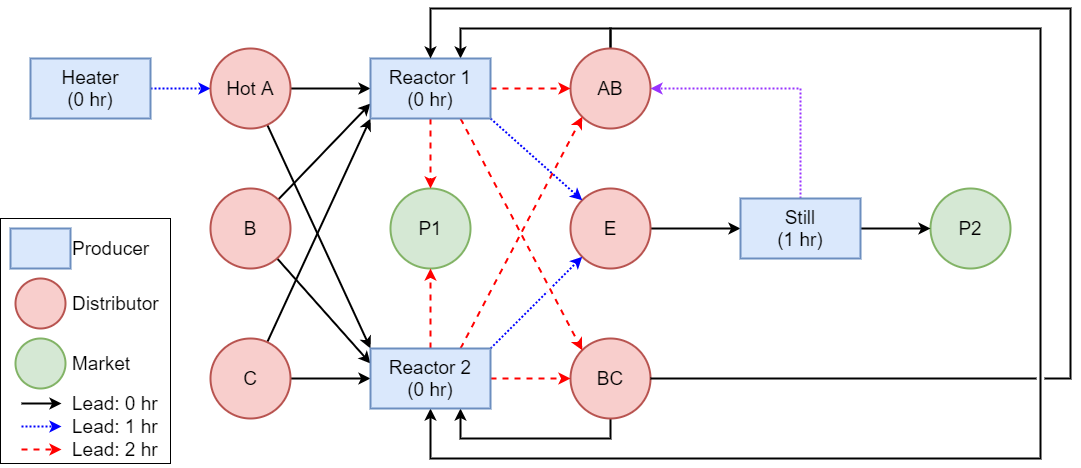 Heater
(0 hr)
Hot A
Reactor 1
(0 hr)
AB
B
P1
E
Still
(1 hr)
P2
C
Reactor 2
(0 hr)
BC
Producer
Distributor
Market
Lead: 0 hr
Lead: 1 hr
Lead: 2 hr